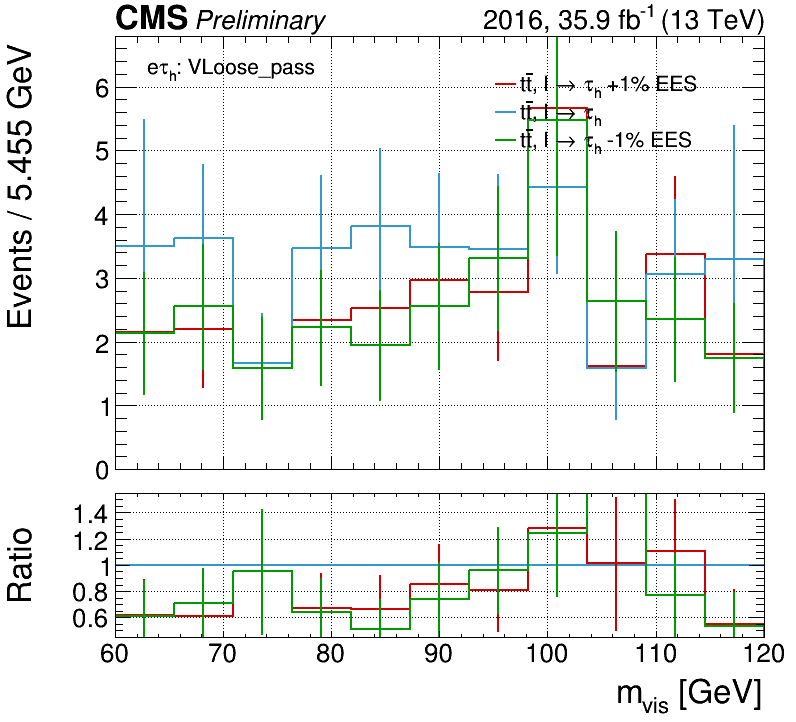 CMS Preliminary 2016, 35.9 fb⁻¹ (13 TeV)
Events / 5.455 GeV
eτₕ: VLoose_pass
tt̄, l → τₕ +1% EES
tt̄, l → τₕ
tt̄, l → τₕ -1% EES
6
5
4
3
2
1
0
Ratio
1.4
1.2
1
0.8
0.6
60 70 80 90 100 110 120
m_vis [GeV]